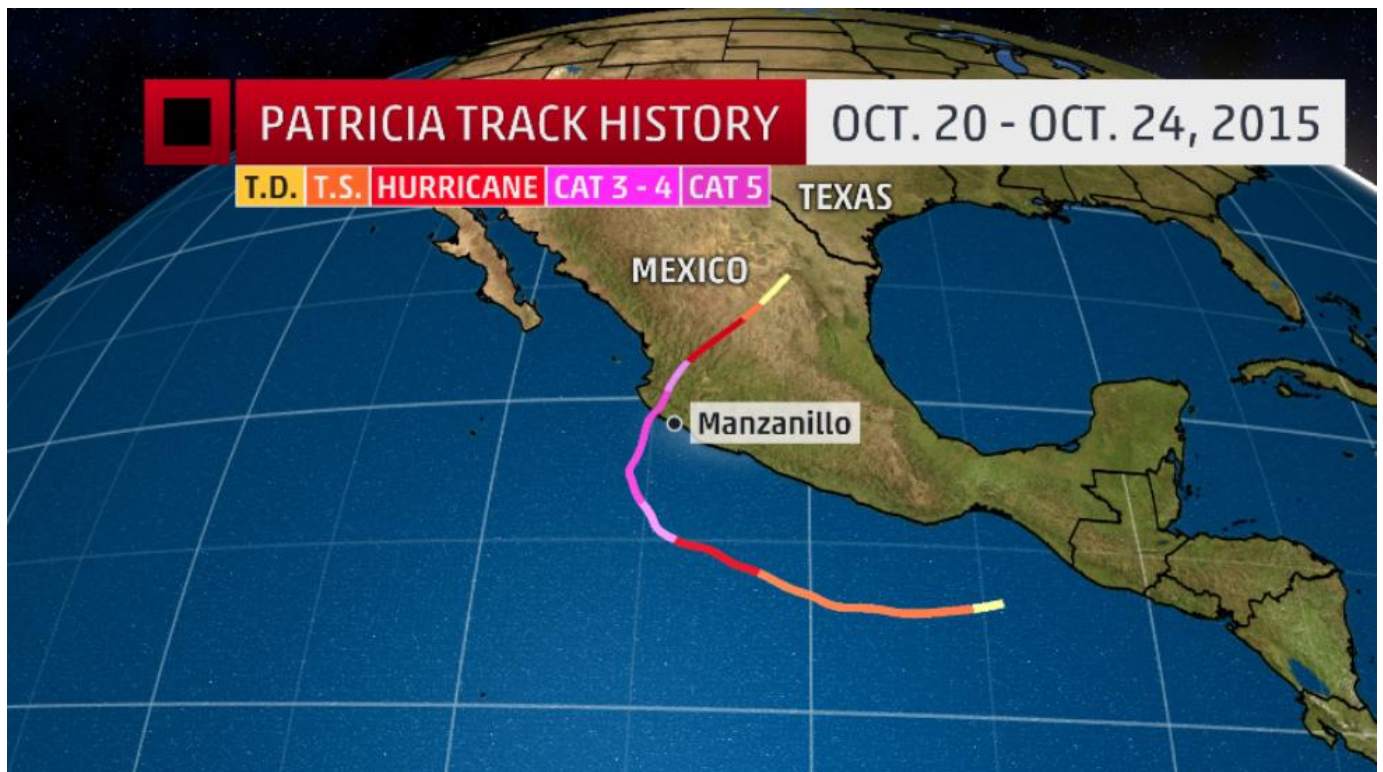 PATRICIA TRACK HISTORY OCT. 20 - OCT. 24, 2015
T.D. T.S. HURRICANE CAT 3 - 4 CAT 5
TEXAS
MEXICO
Manzanillo